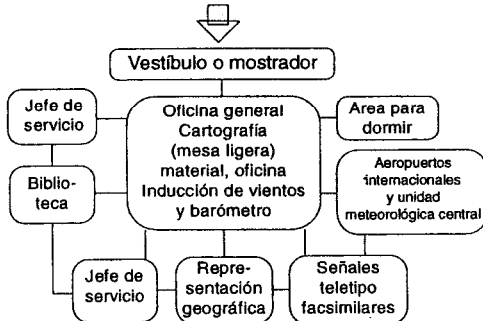 Vestíbulo o mostrador
Jefe de
servicio
Oficina general
Cartografía
(mesa ligera)
material, oficina
Inducción de vientos
y barómetro
Area para
dormir
Biblio-
teca
Aeropuertos
internacionales
y unidad
meteorológica central
Jefe de
servicio
Repre-
sentación
geográfica
Señales
teletipo
facsimilares